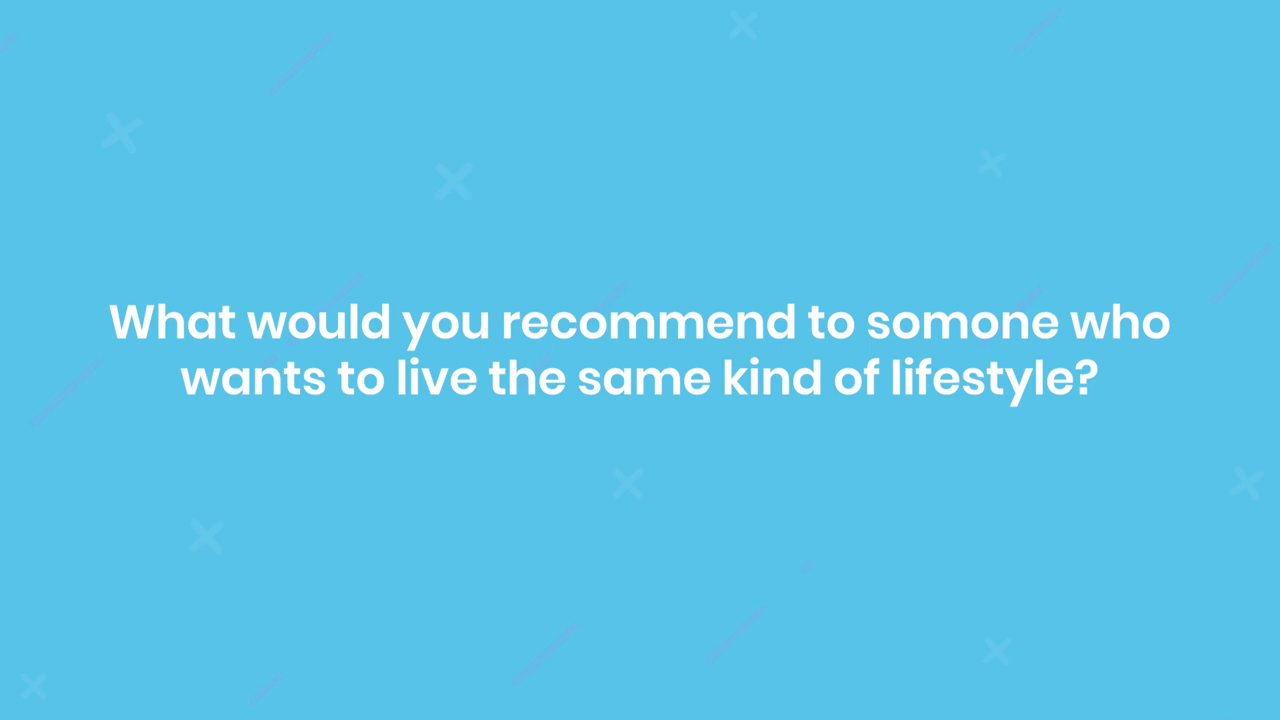 What would you recommend to somone who
wants to live the same kind of lifestyle?